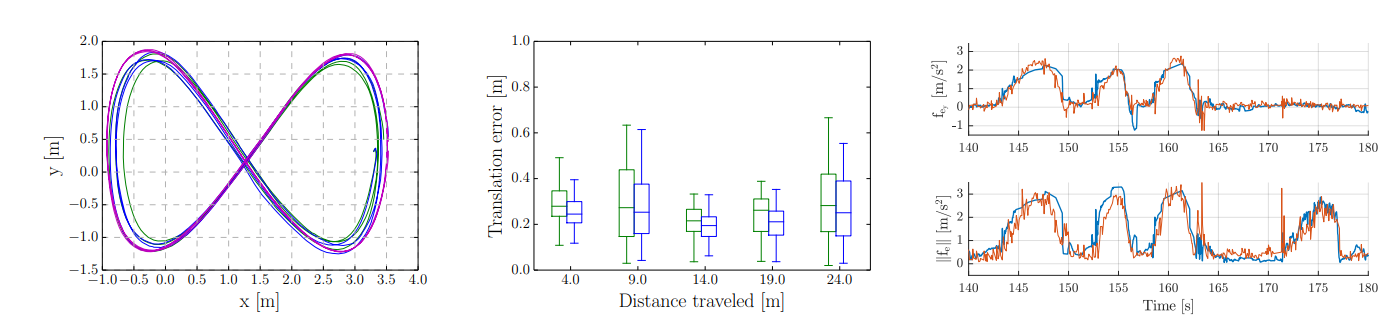 2.0
1.5
1.0
0.5
0.0
−0.5
−1.0
−1.5
y [m]
−1.0 −0.5 0.0 0.5 1.0 1.5 2.0 2.5 3.0 3.5 4.0
x [m]
1.0
0.8
0.6
0.4
0.2
0.0
Translation error [m]
4.0 9.0 14.0 19.0 24.0
Distance traveled [m]
3
2
1
0
-1
f_{e_y} [m/s²]
140 145 150 155 160 165 170 175 180
3
2
1
0
||f_e|| [m/s²]
140 145 150 155 160 165 170 175 180
Time [s]